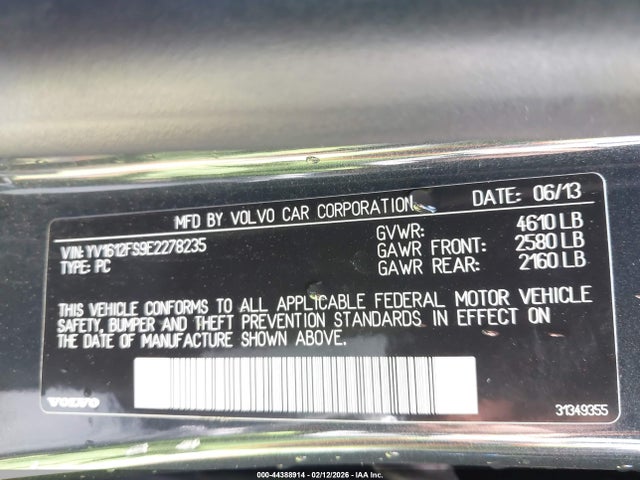 MFD BY VOLVO CAR CORPORATION DATE: 06/13
VIN: YV1612FS9E2278235
TYPE: PC
GVWR: 4610 LB
GAWR FRONT: 2580 LB
GAWR REAR: 2160 LB
THIS VEHICLE CONFORMS TO ALL APPLICABLE FEDERAL MOTOR VEHICLE
SAFETY, BUMPER AND THEFT PREVENTION STANDARDS IN EFFECT ON
THE DATE OF MANUFACTURE SHOWN ABOVE.
VOLVO
31349355
000-44388914 - 02/12/2026 - IAA Inc.